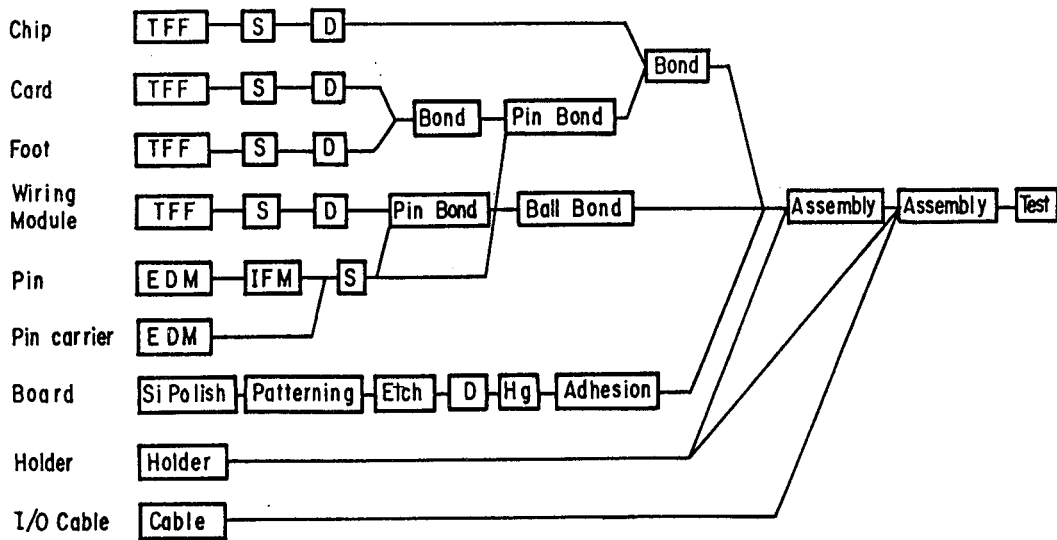 Chip TFF S D
Bond
Card TFF S D
Bond Pin Bond
Foot TFF S D
Wiring
Module TFF S D Pin Bond Ball Bond Assembly Assembly Test
Pin EDM IFM S
Pin carrier EDM
Board Si Polish Patterning Etch D Hg Adhesion
Holder Holder
I/O Cable Cable